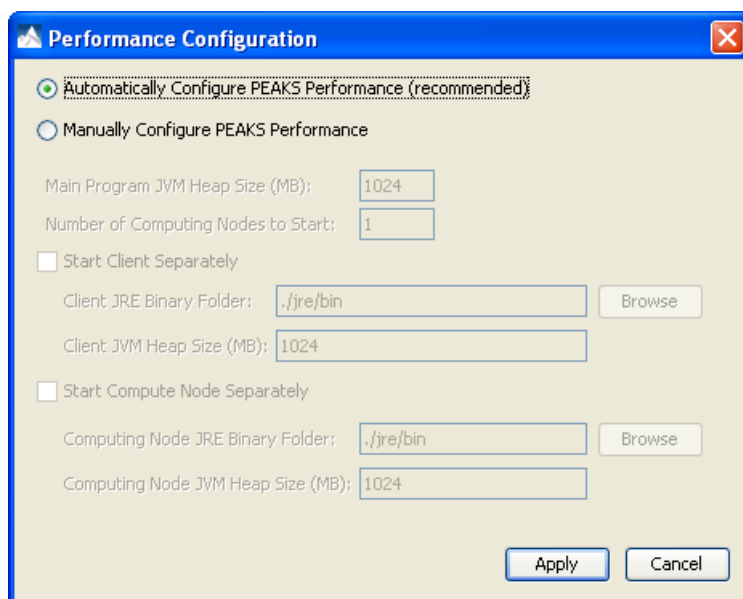 Performance Configuration
Automatically Configure PEAKS Performance (recommended)
Manually Configure PEAKS Performance
Main Program JVM Heap Size (MB): 1024
Number of Computing Nodes to Start: 1
Start Client Separately
Client JRE Binary Folder: ./jre/bin Browse
Client JVM Heap Size (MB): 1024
Start Compute Node Separately
Computing Node JRE Binary Folder: ./jre/bin Browse
Computing Node JVM Heap Size (MB): 1024
Apply Cancel